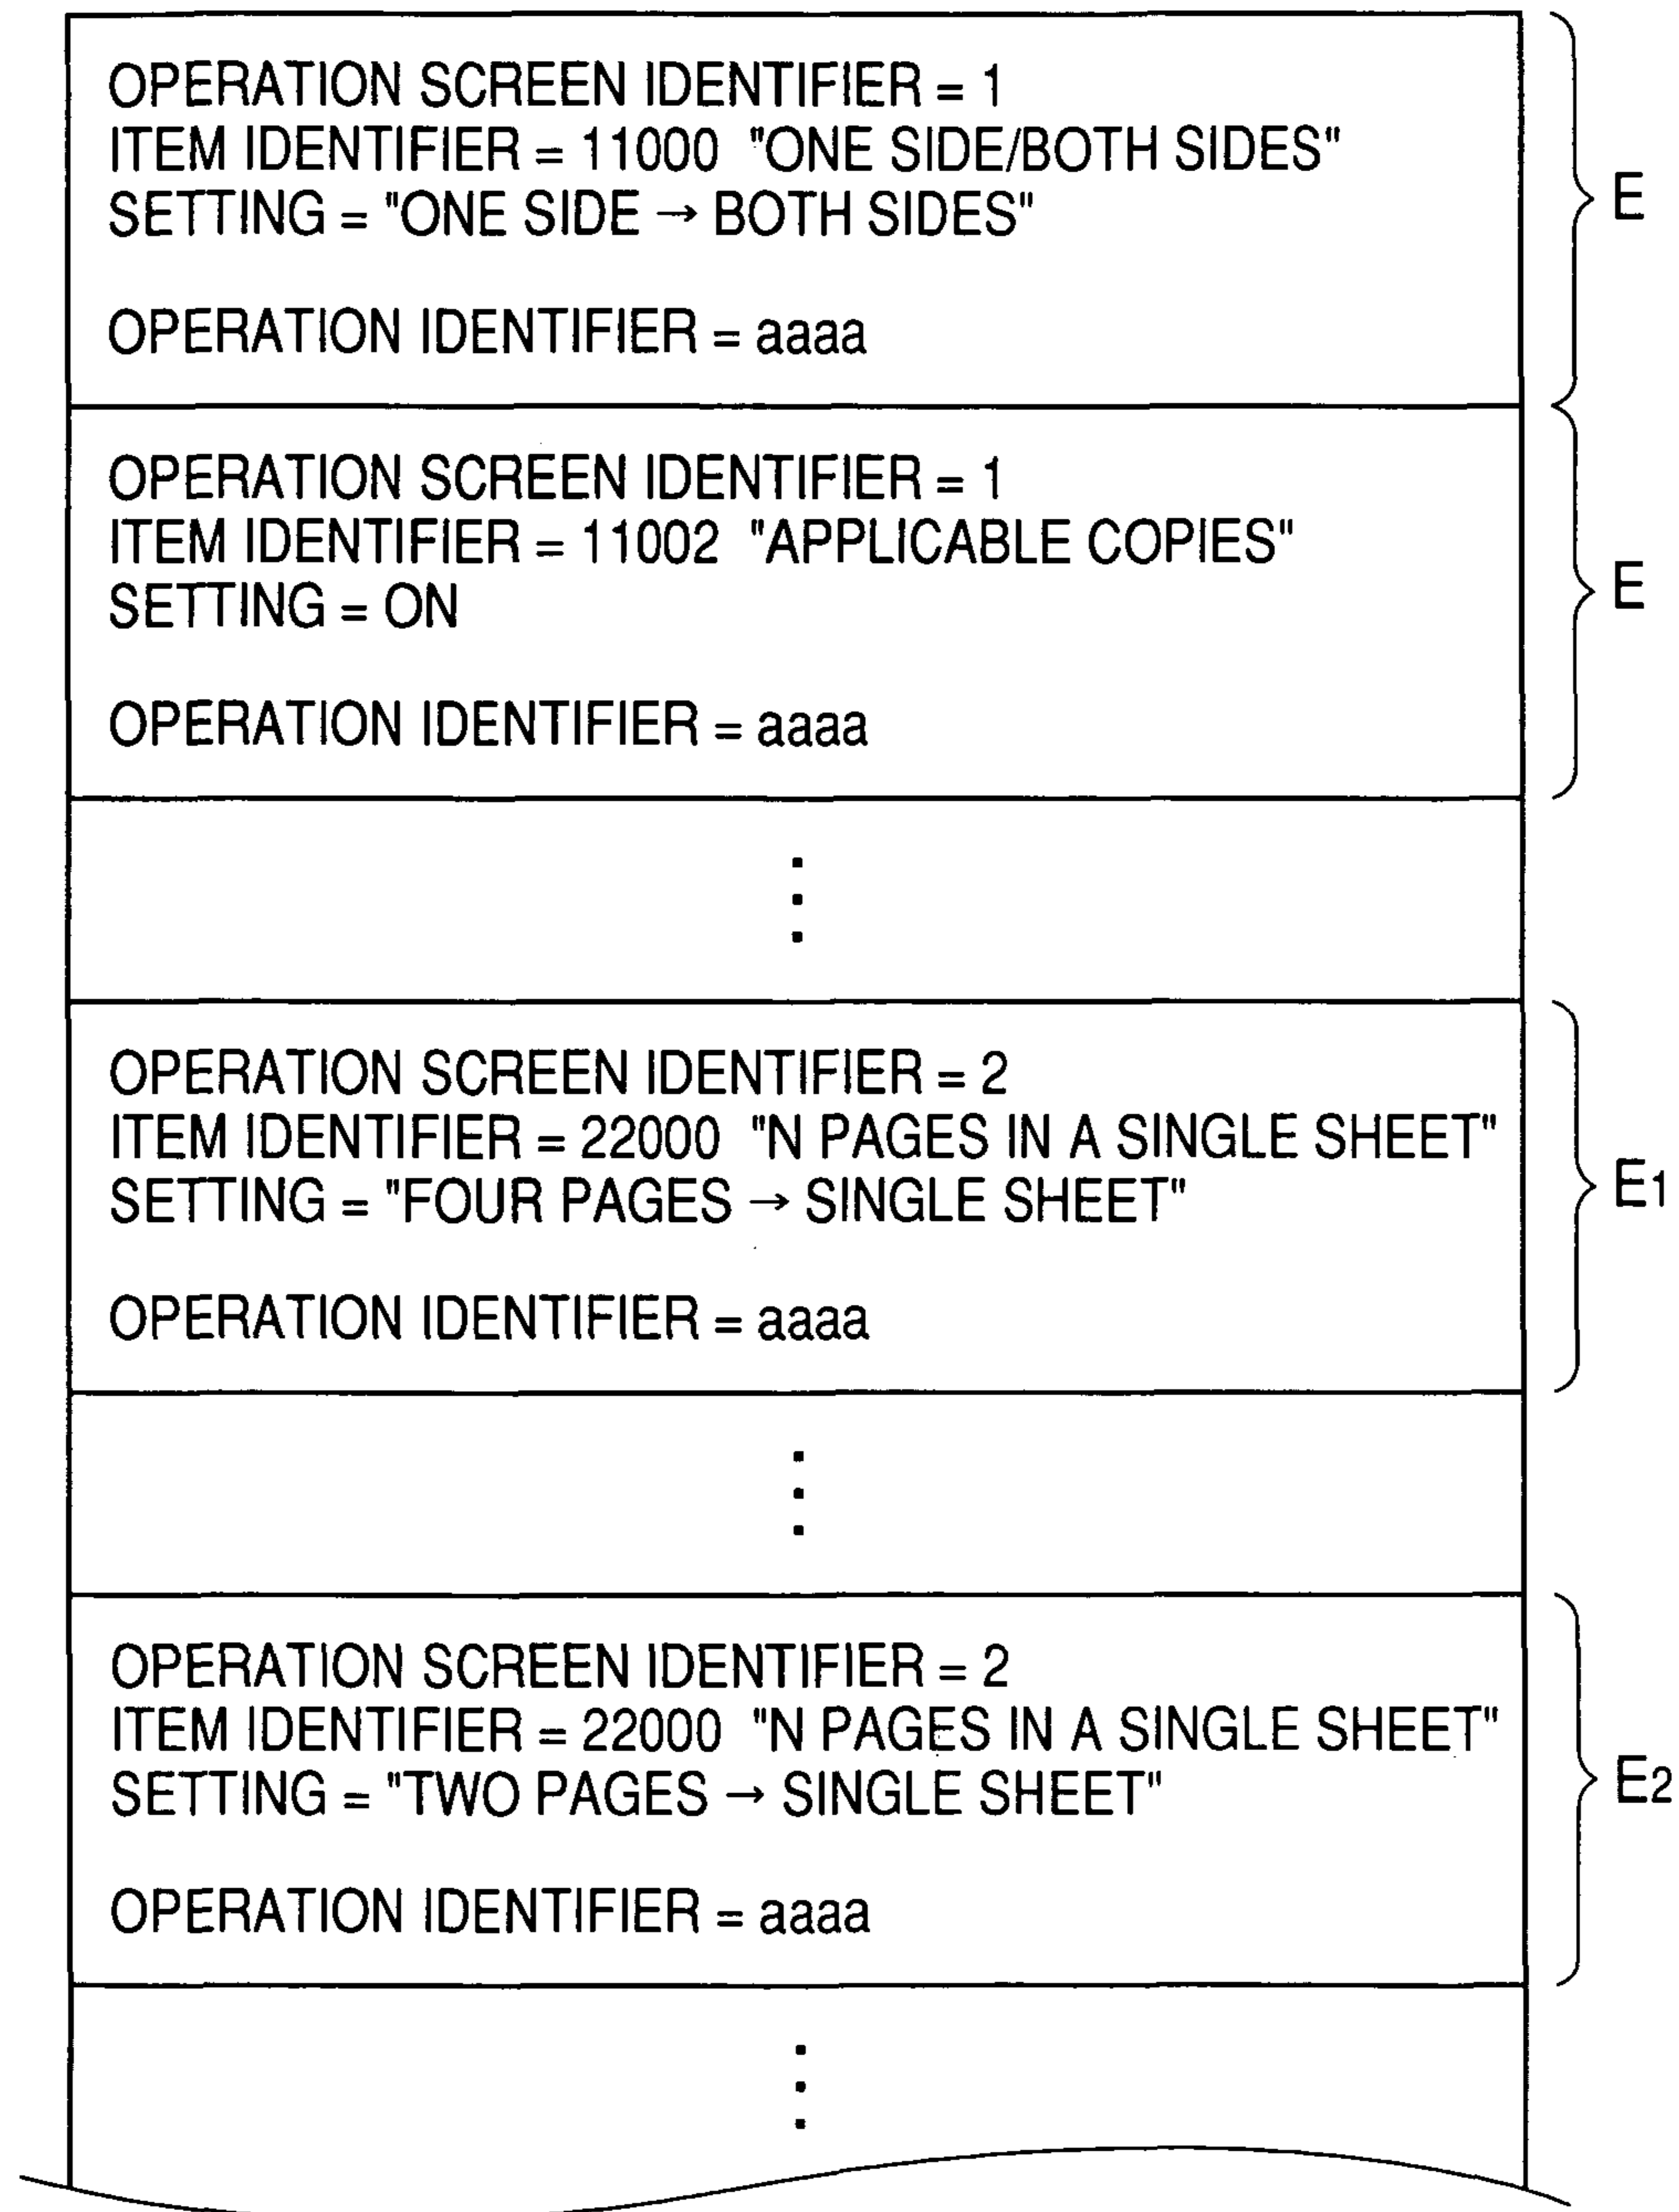 OPERATION SCREEN IDENTIFIER = 1
ITEM IDENTIFIER = 11000 "ONE SIDE/BOTH SIDES"
SETTING = "ONE SIDE → BOTH SIDES"
OPERATION IDENTIFIER = aaaa
E
OPERATION SCREEN IDENTIFIER = 1
ITEM IDENTIFIER = 11002 "APPLICABLE COPIES"
SETTING = ON
OPERATION IDENTIFIER = aaaa
E
OPERATION SCREEN IDENTIFIER = 2
ITEM IDENTIFIER = 22000 "N PAGES IN A SINGLE SHEET"
SETTING = "FOUR PAGES → SINGLE SHEET"
OPERATION IDENTIFIER = aaaa
E1
OPERATION SCREEN IDENTIFIER = 2
ITEM IDENTIFIER = 22000 "N PAGES IN A SINGLE SHEET"
SETTING = "TWO PAGES → SINGLE SHEET"
OPERATION IDENTIFIER = aaaa
E2